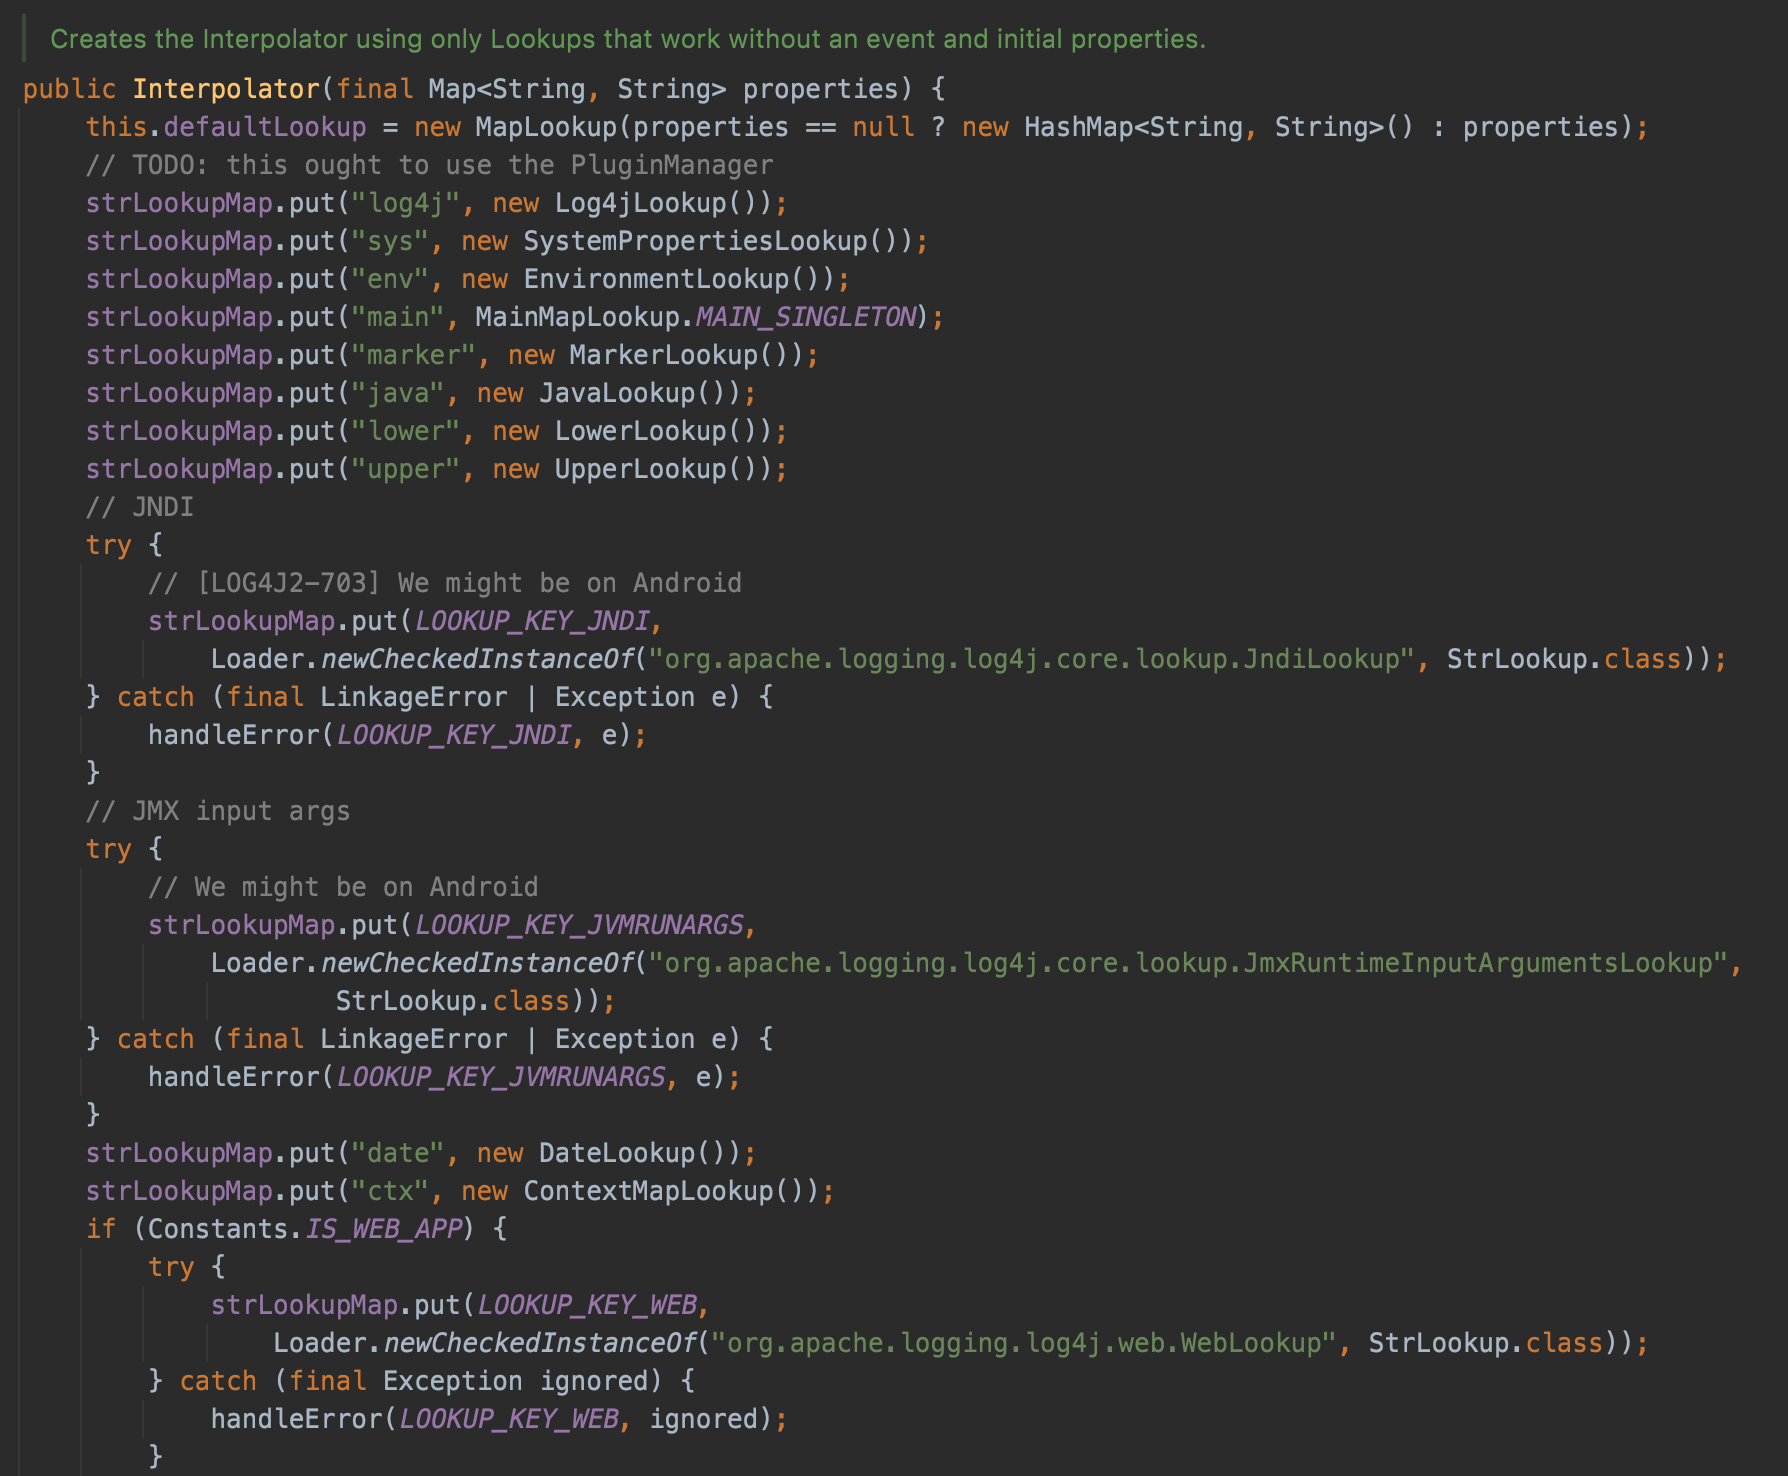 Creates the Interpolator using only Lookups that work without an event and initial properties.
public Interpolator(final Map<String, String> properties) {
this.defaultLookup = new MapLookup(properties == null ? new HashMap<String, String>() : properties);
// TODO: this ought to use the PluginManager
strLookupMap.put("log4j", new Log4jLookup());
strLookupMap.put("sys", new SystemPropertiesLookup());
strLookupMap.put("env", new EnvironmentLookup());
strLookupMap.put("main", MainMapLookup.MAIN_SINGLETON);
strLookupMap.put("marker", new MarkerLookup());
strLookupMap.put("java", new JavaLookup());
strLookupMap.put("lower", new LowerLookup());
strLookupMap.put("upper", new UpperLookup());
// JNDI
try {
// [LOG4J2-703] We might be on Android
strLookupMap.put(LOOKUP_KEY_JNDI,
Loader.newCheckedInstanceOf("org.apache.logging.log4j.core.lookup.JndiLookup", StrLookup.class));
} catch (final LinkageError | Exception e) {
handleError(LOOKUP_KEY_JNDI, e);
}
// JMX input args
try {
// We might be on Android
strLookupMap.put(LOOKUP_KEY_JVMRUNARGS,
Loader.newCheckedInstanceOf("org.apache.logging.log4j.core.lookup.JmxRuntimeInputArgumentsLookup",
StrLookup.class));
} catch (final LinkageError | Exception e) {
handleError(LOOKUP_KEY_JVMRUNARGS, e);
}
strLookupMap.put("date", new DateLookup());
strLookupMap.put("ctx", new ContextMapLookup());
if (Constants.IS_WEB_APP) {
try {
strLookupMap.put(LOOKUP_KEY_WEB,
Loader.newCheckedInstanceOf("org.apache.logging.log4j.web.WebLookup", StrLookup.class));
} catch (final Exception ignored) {
handleError(LOOKUP_KEY_WEB, ignored);
}